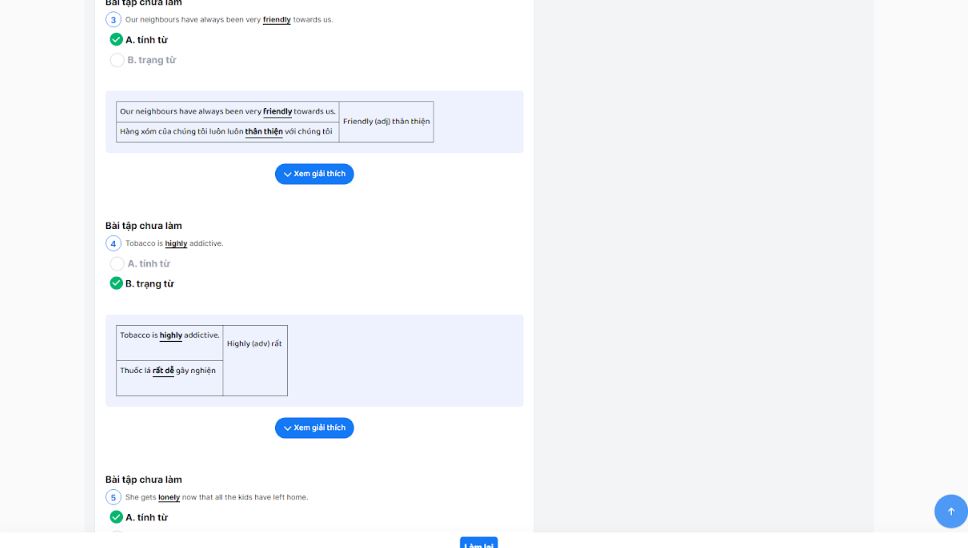 Bài tập chưa làm
3 Our neighbours have always been very friendly towards us.
A. tính từ
B. trạng từ
Our neighbours have always been very friendly towards us.
Friendly (adj) thân thiện
Hàng xóm của chúng tôi luôn luôn thân thiện với chúng tôi
Xem giải thích
Bài tập chưa làm
4 Tobacco is highly addictive.
A. tính từ
B. trạng từ
Tobacco is highly addictive.
Highly (adv) rất
Thuốc lá rất dễ gây nghiện
Xem giải thích
Bài tập chưa làm
5 She gets lonely now that all the kids have left home.
A. tính từ
Làm lại